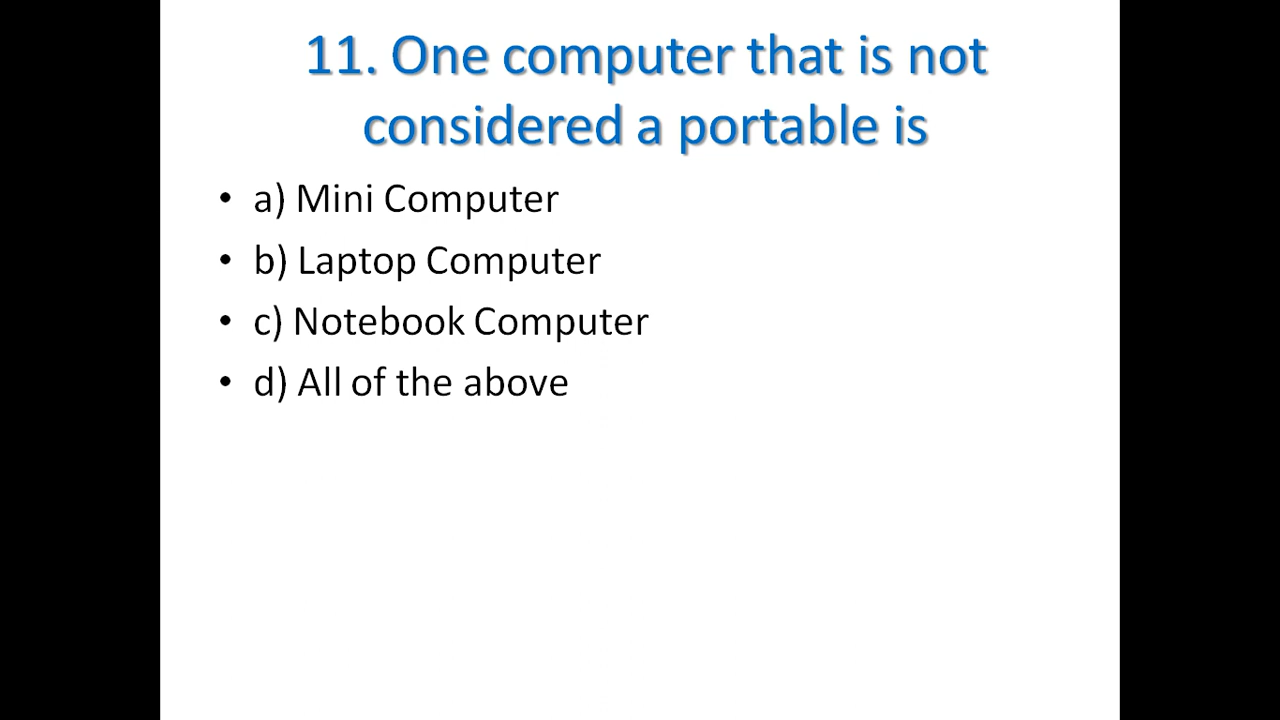 11. One computer that is not
considered a portable is
• a) Mini Computer
• b) Laptop Computer
• c) Notebook Computer
• d) All of the above